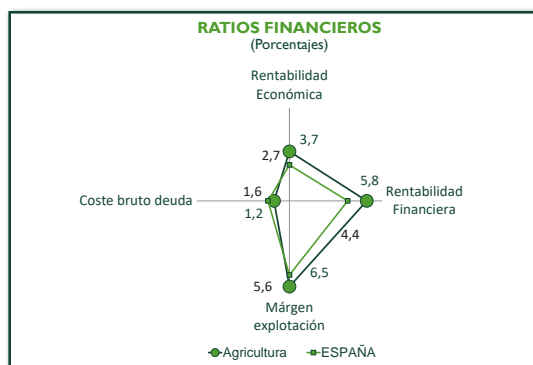 RATIOS FINANCIEROS
(Porcentajes)
Rentabilidad
Económica
3,7
2,7
5,8
1,6
Rentabilidad
Financiera
Coste bruto deuda
1,2
4,4
5,6
6,5
Márgen
explotación
Agricultura
ESPAÑA